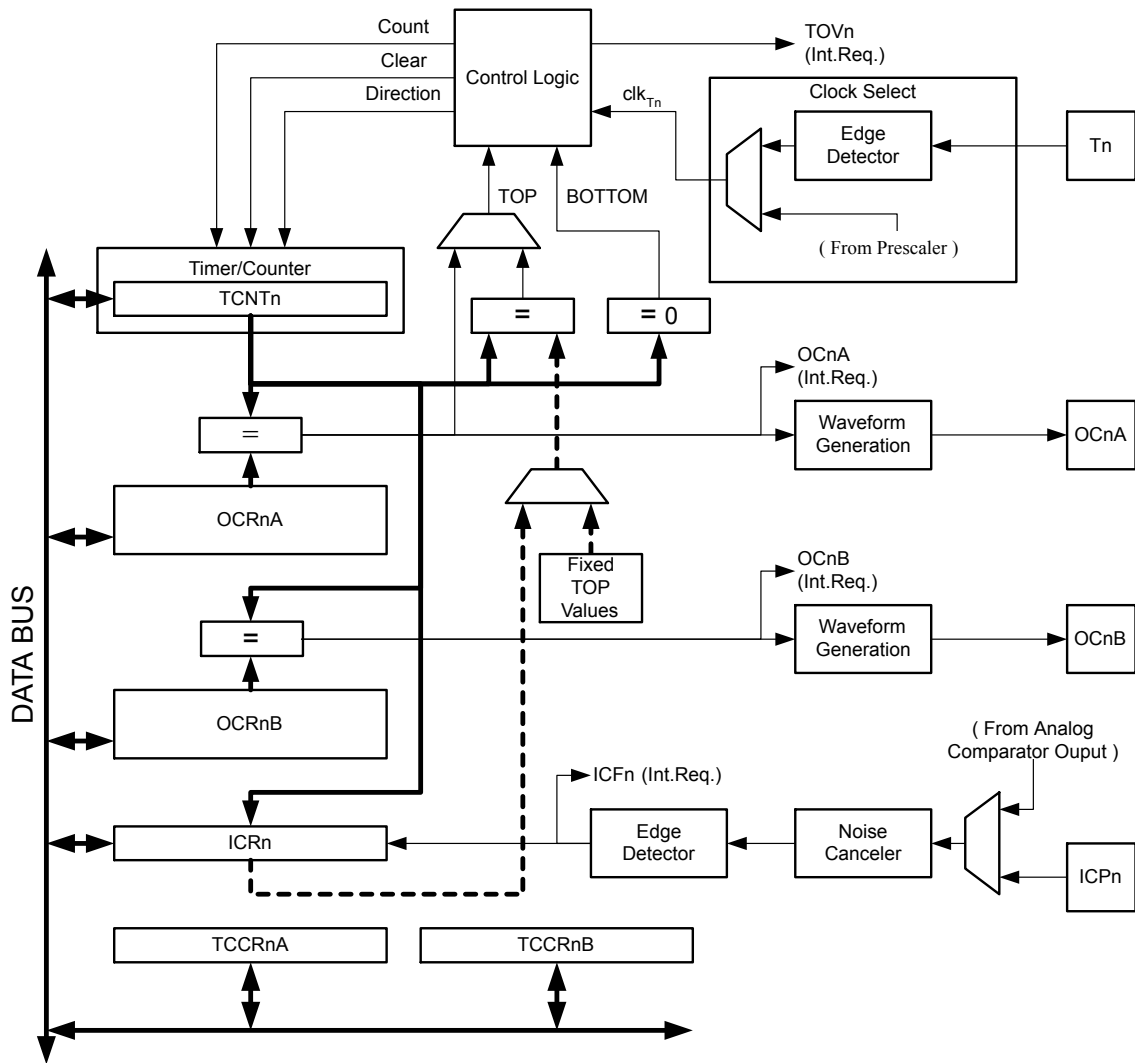 Count
Clear
Direction
Control Logic
TOVn
(Int.Req.)
clkTn
Clock Select
Edge
Detector
Tn
( From Prescaler )
TOP
BOTTOM
Timer/Counter
TCNTn
=
= 0
OCnA
(Int.Req.)
=
Waveform
Generation
OCnA
OCRnA
Fixed
TOP
Values
OCnB
(Int.Req.)
=
Waveform
Generation
OCnB
OCRnB
DATA BUS
( From Analog
Comparator Ouput )
ICFn (Int.Req.)
ICRn
Edge
Detector
Noise
Canceler
ICPn
TCCRnA
TCCRnB